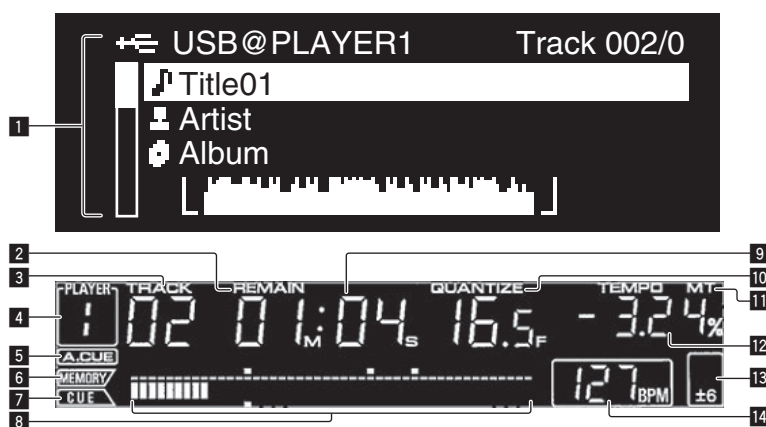 USB@PLAYER1 Track 002/0
Title01
Artist
Album
1
2
3
4
5
6
7
8
9
10
11
12
13
14
PLAYER TRACK REMAIN QUANTIZE TEMPO MT
1 02 01:M 04s 16.5F -3.24%
A.CUE
MEMORY
CUE
127 BPM ±6